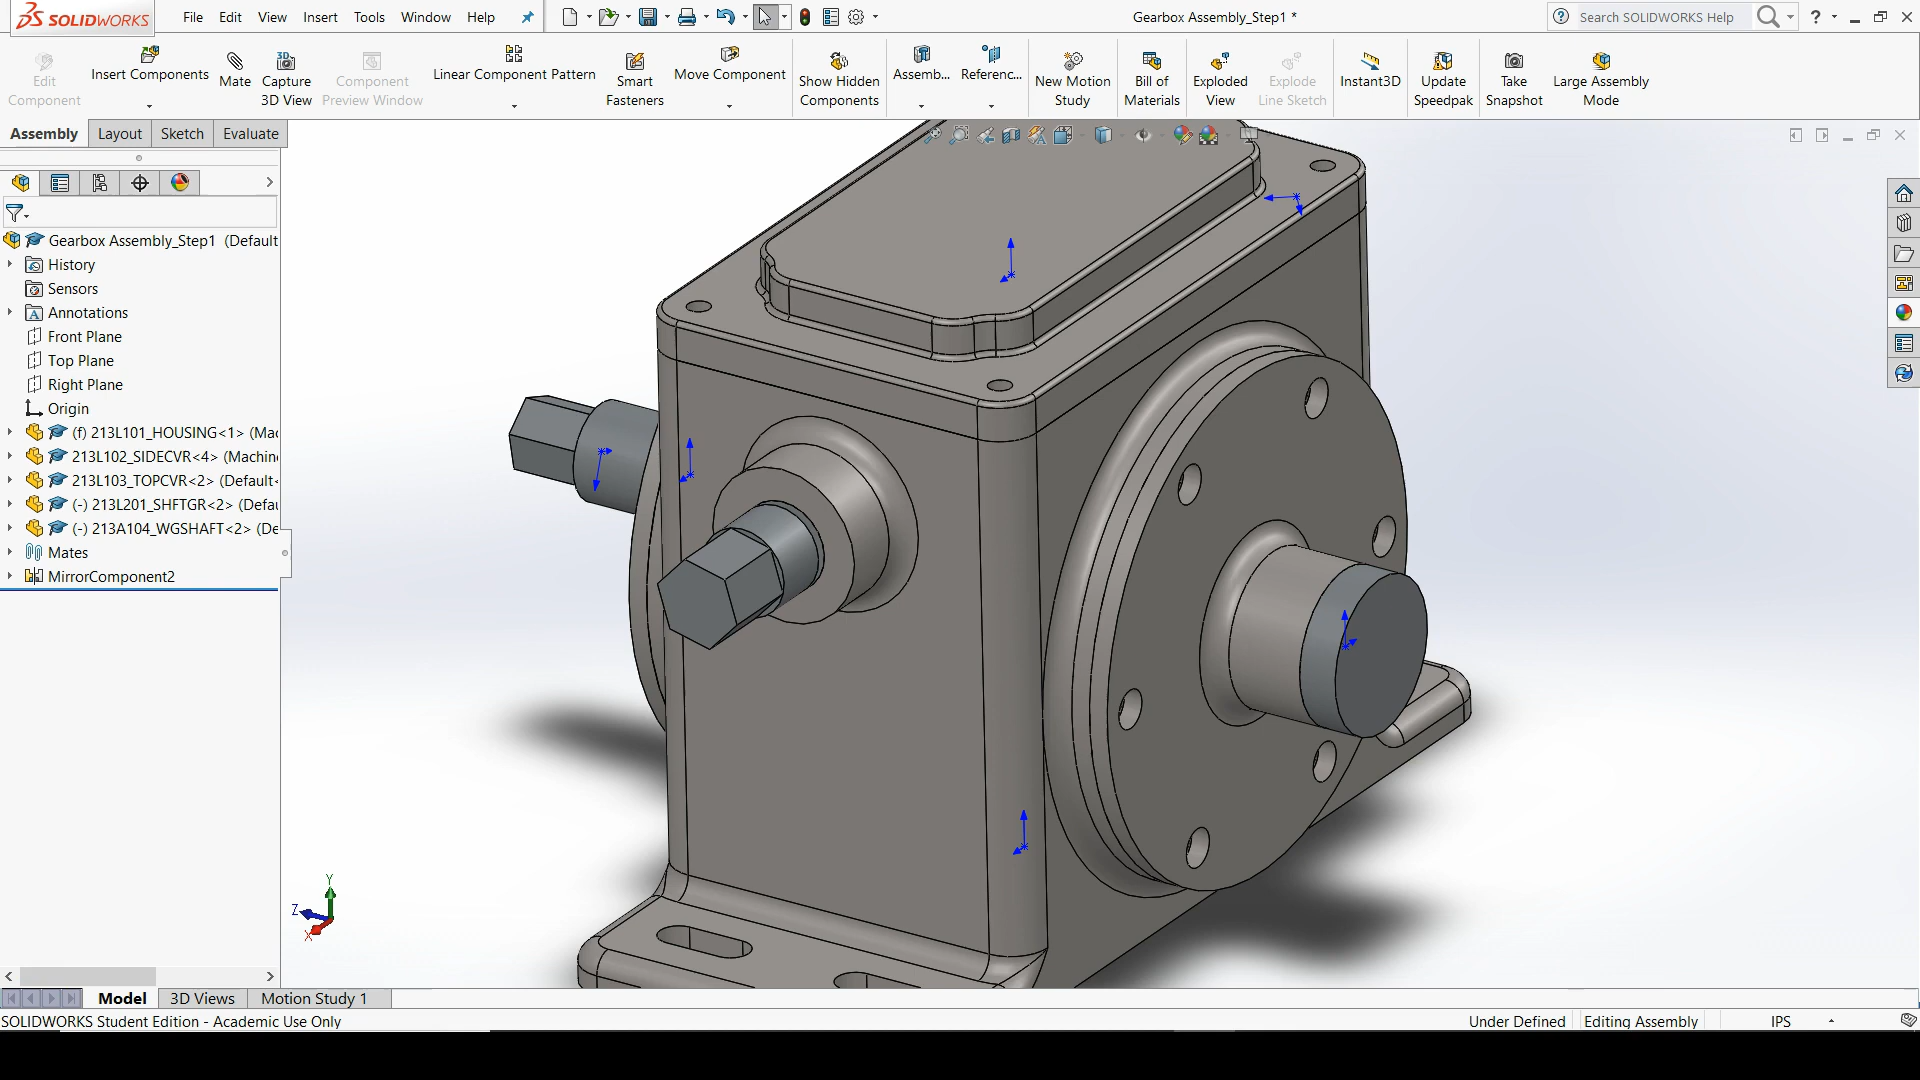 SOLIDWORKS
File Edit View Insert Tools Window Help
Gearbox Assembly_Step1 *
Search SOLIDWORKS Help
Edit Component
Insert Components
Mate
Capture 3D View
Component Preview Window
Linear Component Pattern
Smart Fasteners
Move Component
Show Hidden Components
Assemb...
Referenc...
New Motion Study
Bill of Materials
Exploded View
Explode Line Sketch
Instant3D
Update Speedpak
Take Snapshot
Large Assembly Mode
Assembly Layout Sketch Evaluate
Gearbox Assembly_Step1 (Default
History
Sensors
Annotations
Front Plane
Top Plane
Right Plane
Origin
(f) 213L101_HOUSING<1> (Mac
213L102_SIDECVR<4> (Machin
213L103_TOPCVR<2> (Default<
(-) 213L201_SHFTGR<2> (Defau
(-) 213A104_WGSHAFT<2> (De
Mates
MirrorComponent2
Y
Z
X
Model 3D Views Motion Study 1
SOLIDWORKS Student Edition - Academic Use Only
Under Defined Editing Assembly IPS